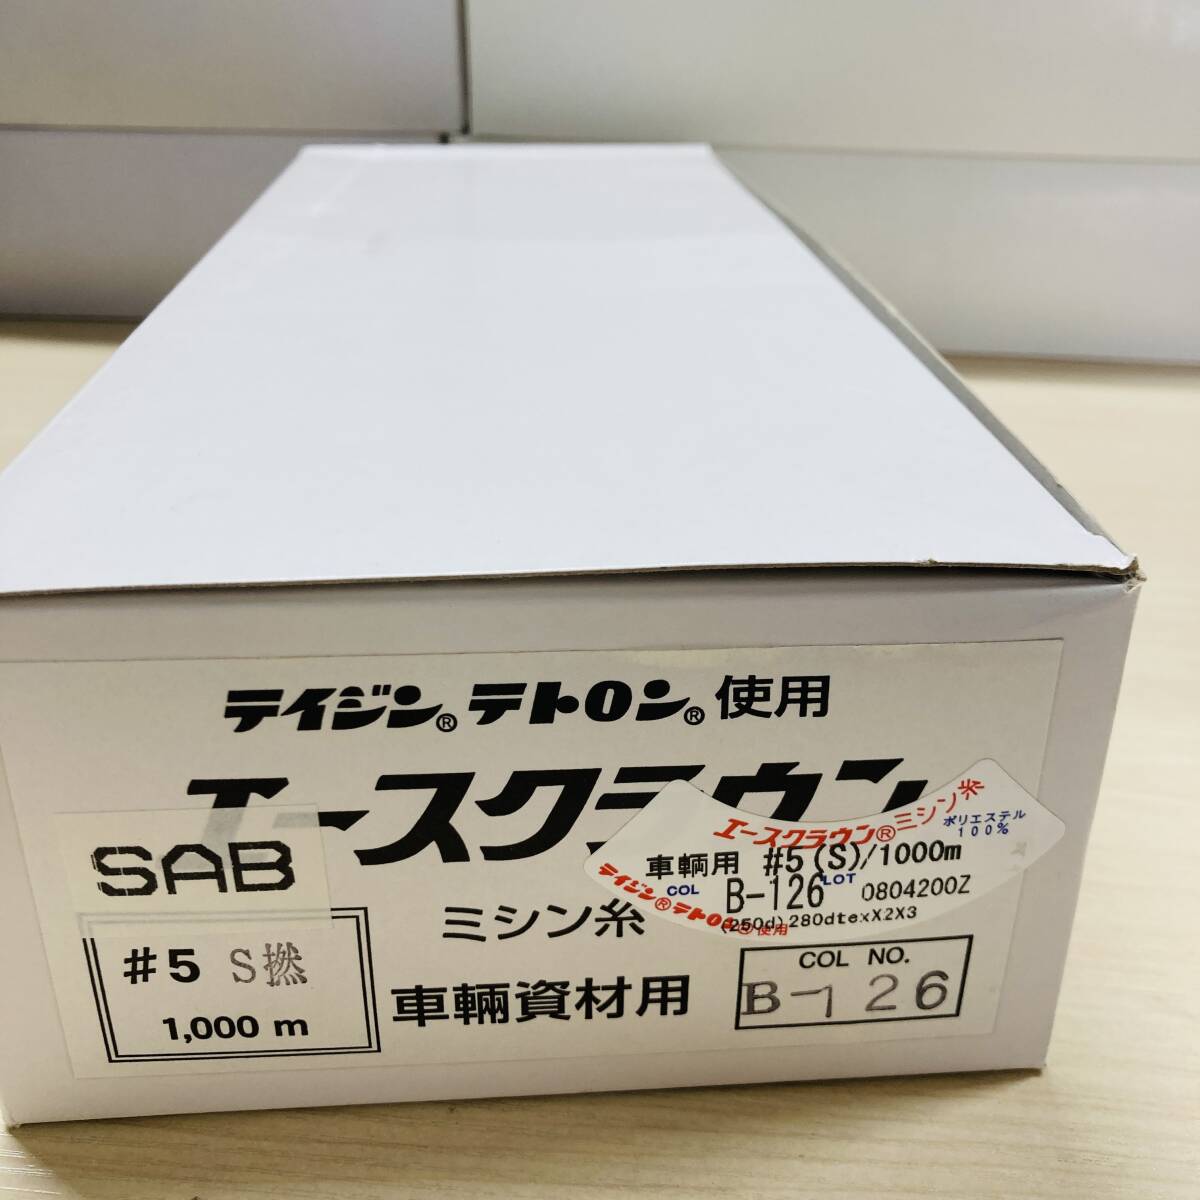 テイジン® テトロン® 使用
エースクラウン
SAB
ミシン糸
車輌資材用
#5 S撚
1,000 m
エースクラウン®ミシン糸
ポリエステル
100%
車輌用 #5(S)/1000m
COL B-126 LOT 0804200Z
(250d) 280dtexX2X3
テイジン®テトロン®使用
COL NO.
B-126